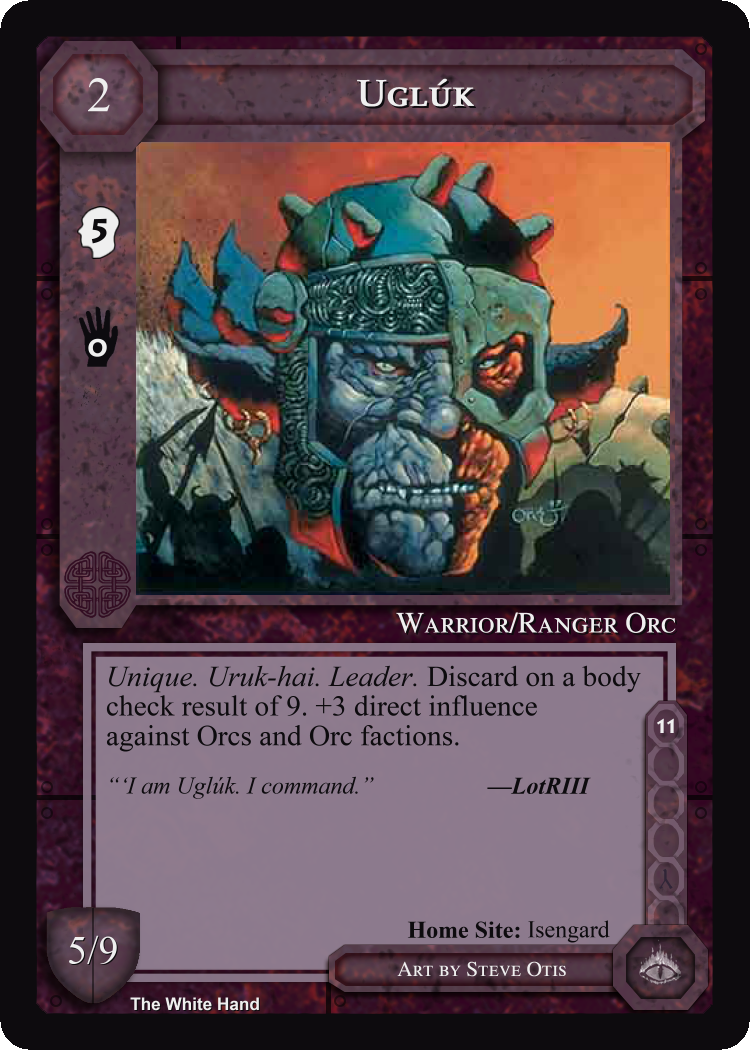 2
Uglúk
5
0
Warrior/Ranger Orc
Unique. Uruk-hai. Leader. Discard on a body
check result of 9. +3 direct influence
against Orcs and Orc factions.
“‘I am Uglúk. I command.” —LotRIII
11
Home Site: Isengard
5/9
Art by Steve Otis
The White Hand